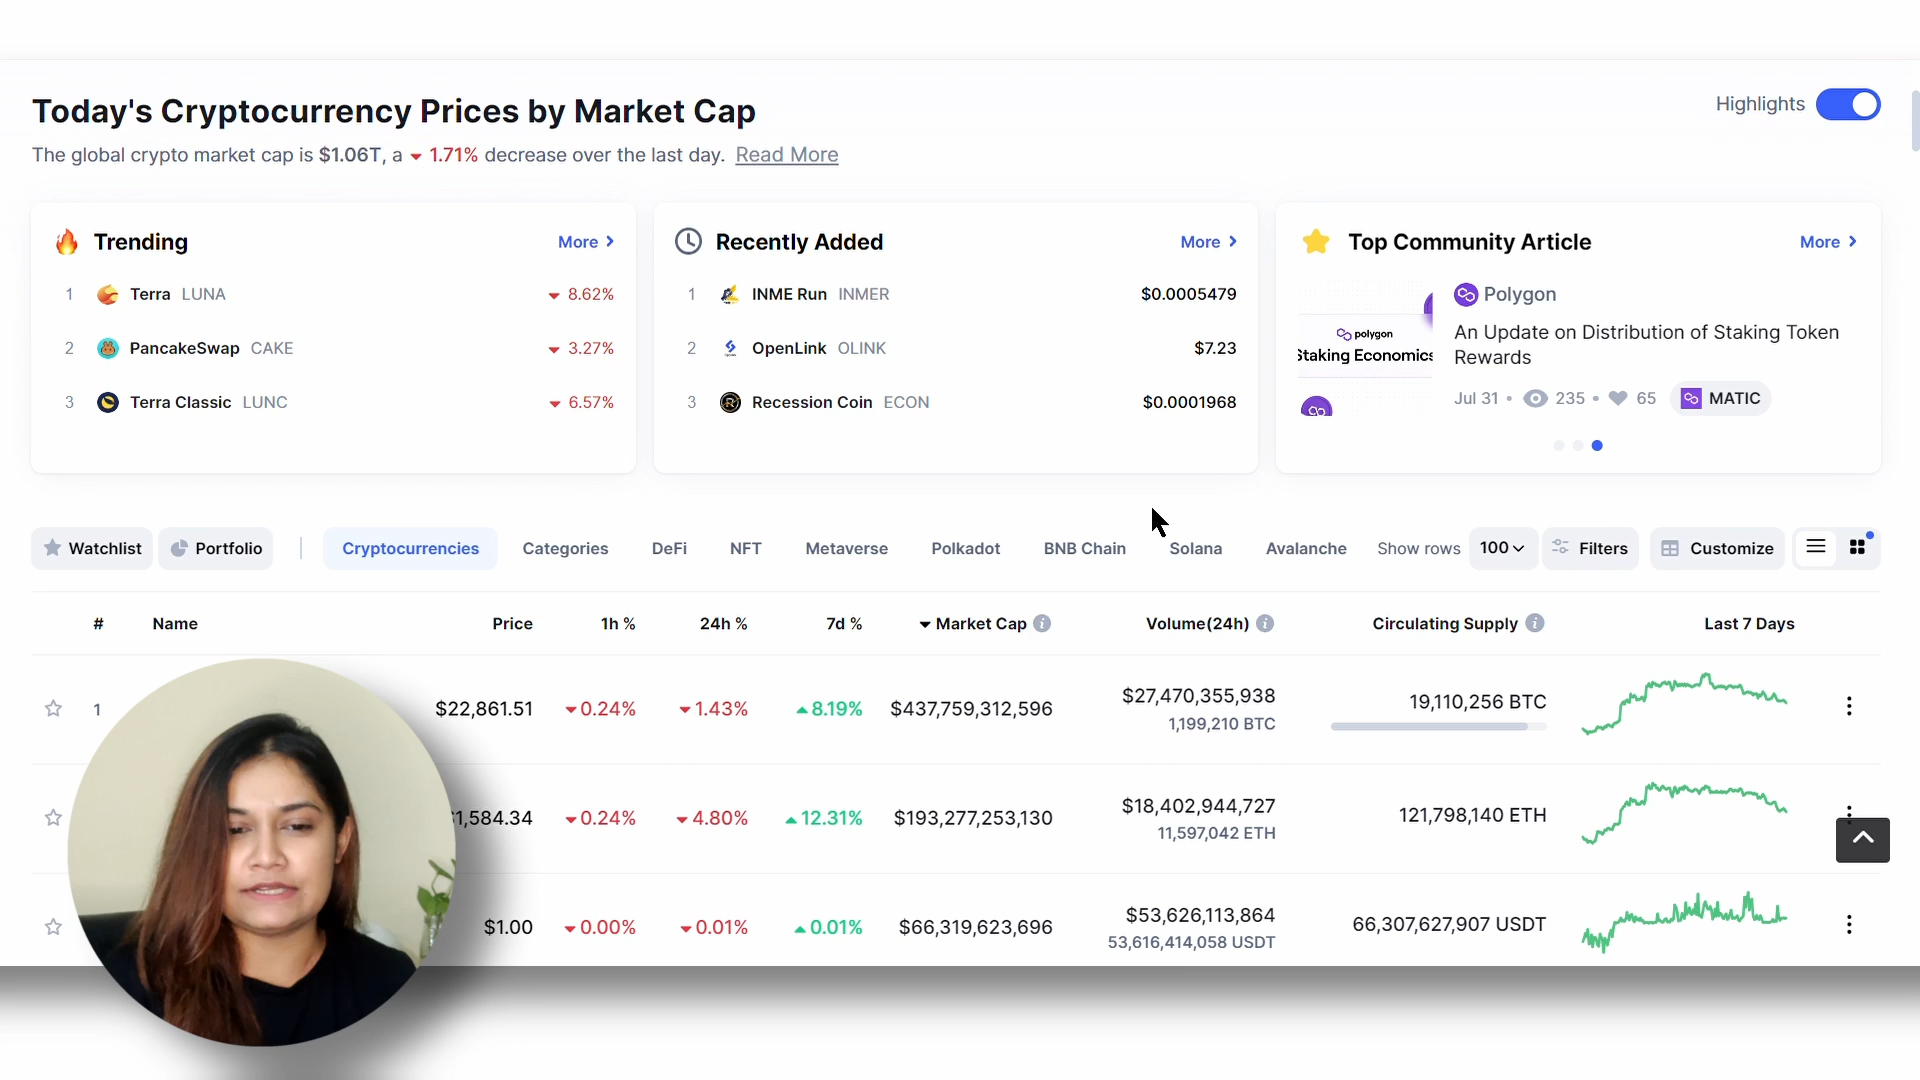 Today's Cryptocurrency Prices by Market Cap
Highlights
The global crypto market cap is $1.06T, a 1.71% decrease over the last day. Read More
Trending
More
1 Terra LUNA 8.62%
2 PancakeSwap CAKE 3.27%
3 Terra Classic LUNC 6.57%
Recently Added
More
1 INME Run INMER $0.0005479
2 OpenLink OLINK $7.23
3 Recession Coin ECON $0.0001968
Top Community Article
More
polygon
Staking Economics
Polygon
An Update on Distribution of Staking Token
Rewards
Jul 31 • 235 • 65 MATIC
Watchlist Portfolio Cryptocurrencies Categories DeFi NFT Metaverse Polkadot BNB Chain Solana Avalanche Show rows 100 Filters Customize
# Name Price 1h % 24h % 7d % Market Cap Volume(24h) Circulating Supply Last 7 Days
1 $22,861.51 0.24% 1.43% 8.19% $437,759,312,596 $27,470,355,938 19,110,256 BTC
1,199,210 BTC
1,584.34 0.24% 4.80% 12.31% $193,277,253,130 $18,402,944,727 121,798,140 ETH
11,597,042 ETH
$1.00 0.00% 0.01% 0.01% $66,319,623,696 $53,626,113,864 66,307,627,907 USDT
53,616,414,058 USDT